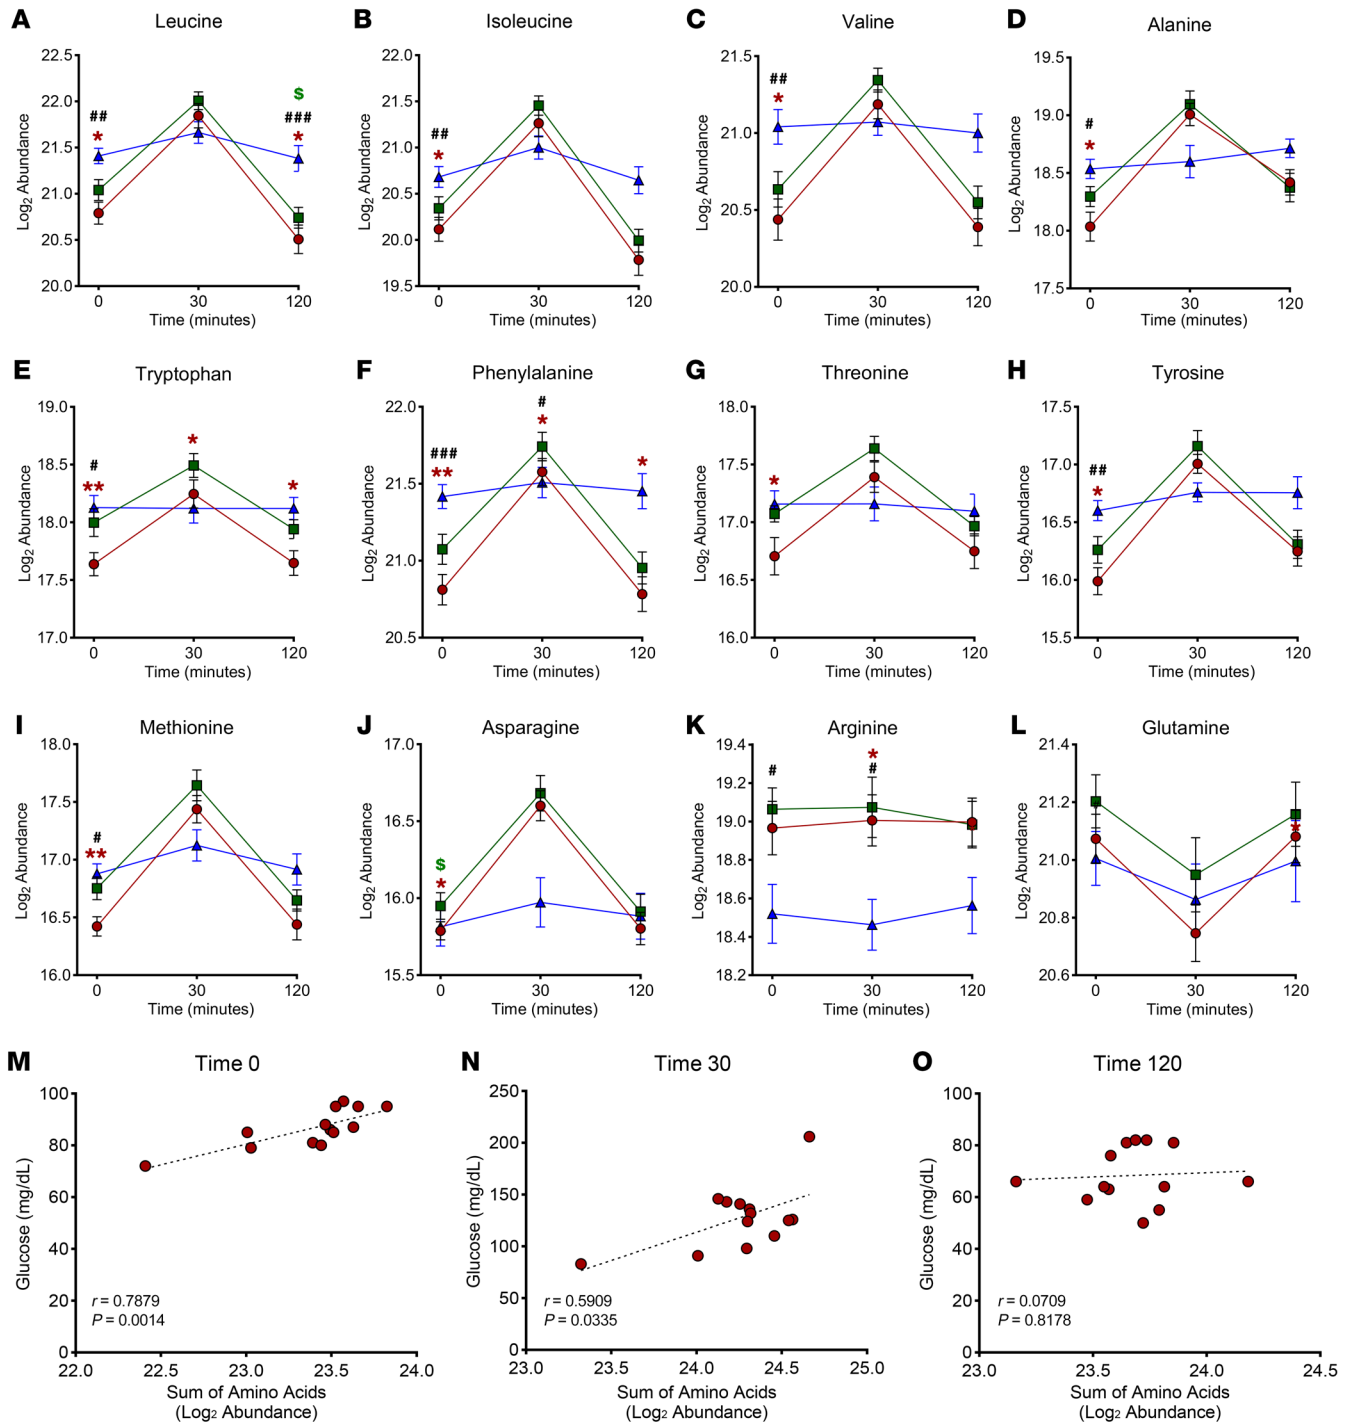 A Leucine
Log2 Abundance
22.5
22.0
21.5
21.0
20.5
20.0
##
*
$
###
*
0 30 120
Time (minutes)
B Isoleucine
Log2 Abundance
22.0
21.5
21.0
20.5
20.0
19.5
##
*
0 30 120
Time (minutes)
C Valine
Log2 Abundance
21.5
21.0
20.5
20.0
##
*
0 30 120
Time (minutes)
D Alanine
Log2 Abundance
19.5
19.0
18.5
18.0
17.5
#
*
0 30 120
Time (minutes)
E Tryptophan
Log2 Abundance
19.0
18.5
18.0
17.5
17.0
#
**
*
*
0 30 120
Time (minutes)
F Phenylalanine
Log2 Abundance
22.0
21.5
21.0
20.5
###
**
#
*
*
0 30 120
Time (minutes)
G Threonine
Log2 Abundance
18.0
17.5
17.0
16.5
16.0
*
0 30 120
Time (minutes)
H Tyrosine
Log2 Abundance
17.5
17.0
16.5
16.0
15.5
##
*
0 30 120
Time (minutes)
I Methionine
Log2 Abundance
18.0
17.5
17.0
16.5
16.0
#
**
0 30 120
Time (minutes)
J Asparagine
Log2 Abundance
17.0
16.5
16.0
15.5
$
*
0 30 120
Time (minutes)
K Arginine
Log2 Abundance
19.4
19.2
19.0
18.8
18.6
18.4
18.2
#
*
#
0 30 120
Time (minutes)
L Glutamine
Log2 Abundance
21.4
21.2
21.0
20.8
20.6
*
0 30 120
Time (minutes)
M Time 0
Glucose (mg/dL)
100
80
60
40
20
0
r = 0.7879
P = 0.0014
22.0 22.5 23.0 23.5 24.0
Sum of Amino Acids
(Log2 Abundance)
N Time 30
Glucose (mg/dL)
250
200
150
100
50
0
r = 0.5909
P = 0.0335
23.0 23.5 24.0 24.5 25.0
Sum of Amino Acids
(Log2 Abundance)
O Time 120
Glucose (mg/dL)
100
80
60
40
20
0
r = 0.0709
P = 0.8178
23.0 23.5 24.0 24.5
Sum of Amino Acids
(Log2 Abundance)